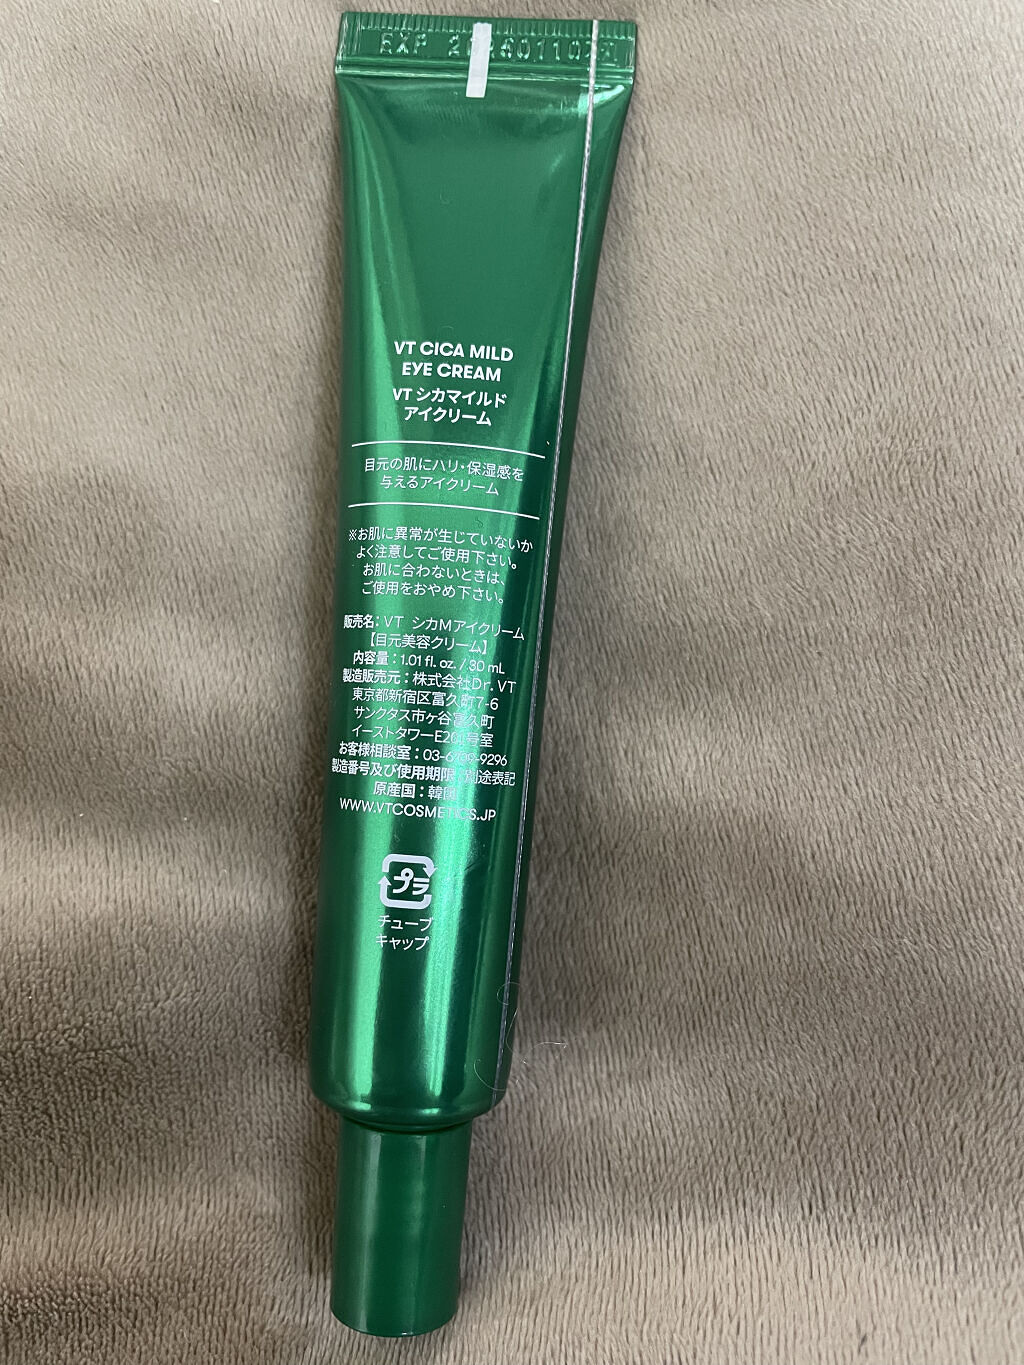 EXP
VT CICA MILD
EYE CREAM
VT シカマイルド
アイクリーム
目元の肌にハリ・保湿感を
与えるアイクリーム
※お肌に異常が生じていないか
よく注意してご使用下さい。
お肌に合わないときは、
ご使用をおやめ下さい。
販売名：VT シカMアイクリーム
【目元美容クリーム】
内容量：1.01 fl. oz. / 30 mL
製造販売元：株式会社Dr. VT
東京都新宿区富久町7-6
サンクタス市ヶ谷富久町
イーストタワーE201号室
お客様相談室：
製造番号及び使用期限：別途表記
原産国：韓国
WWW.VTCOSMETICS.JP
プラ
チューブ
キャップ